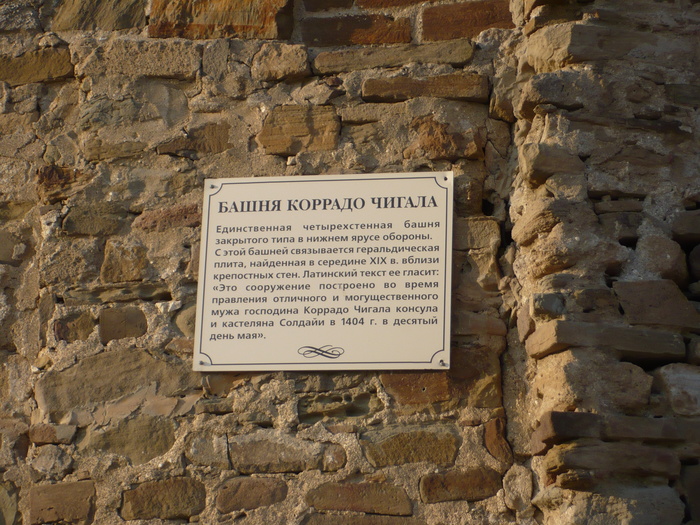 БАШНЯ КОРРАДО ЧИГАЛА
Единственная четырехстенная башня
закрытого типа в нижнем ярусе обороны.
С этой башней связывается геральдическая
плита, найденная в середине XIX в. вблизи
крепостных стен. Латинский текст ее гласит:
«Это сооружение построено во время
правления отличного и могущественного
мужа господина Коррадо Чигала консула
и кастеляна Солдайи в 1404 г. в десятый
день мая».